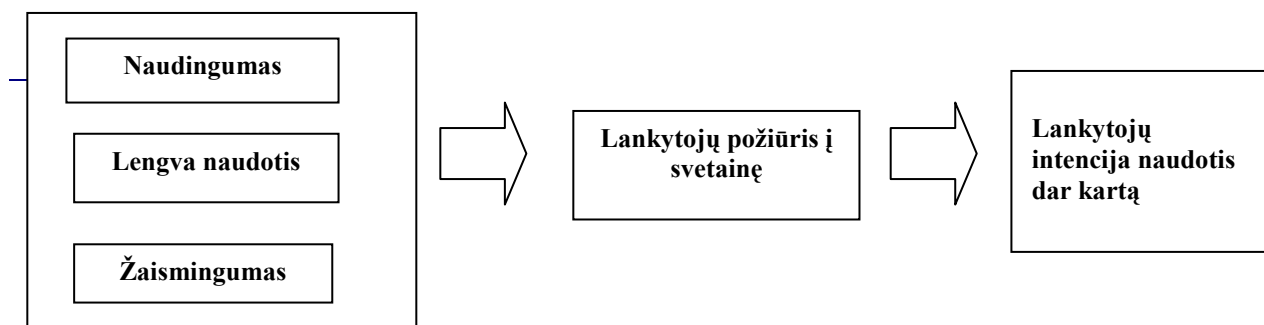 Naudingumas
Lengva naudotis
Žaismingumas
Lankytojų požiūris į
svetainę
Lankytojų
intencija naudotis
dar kartą